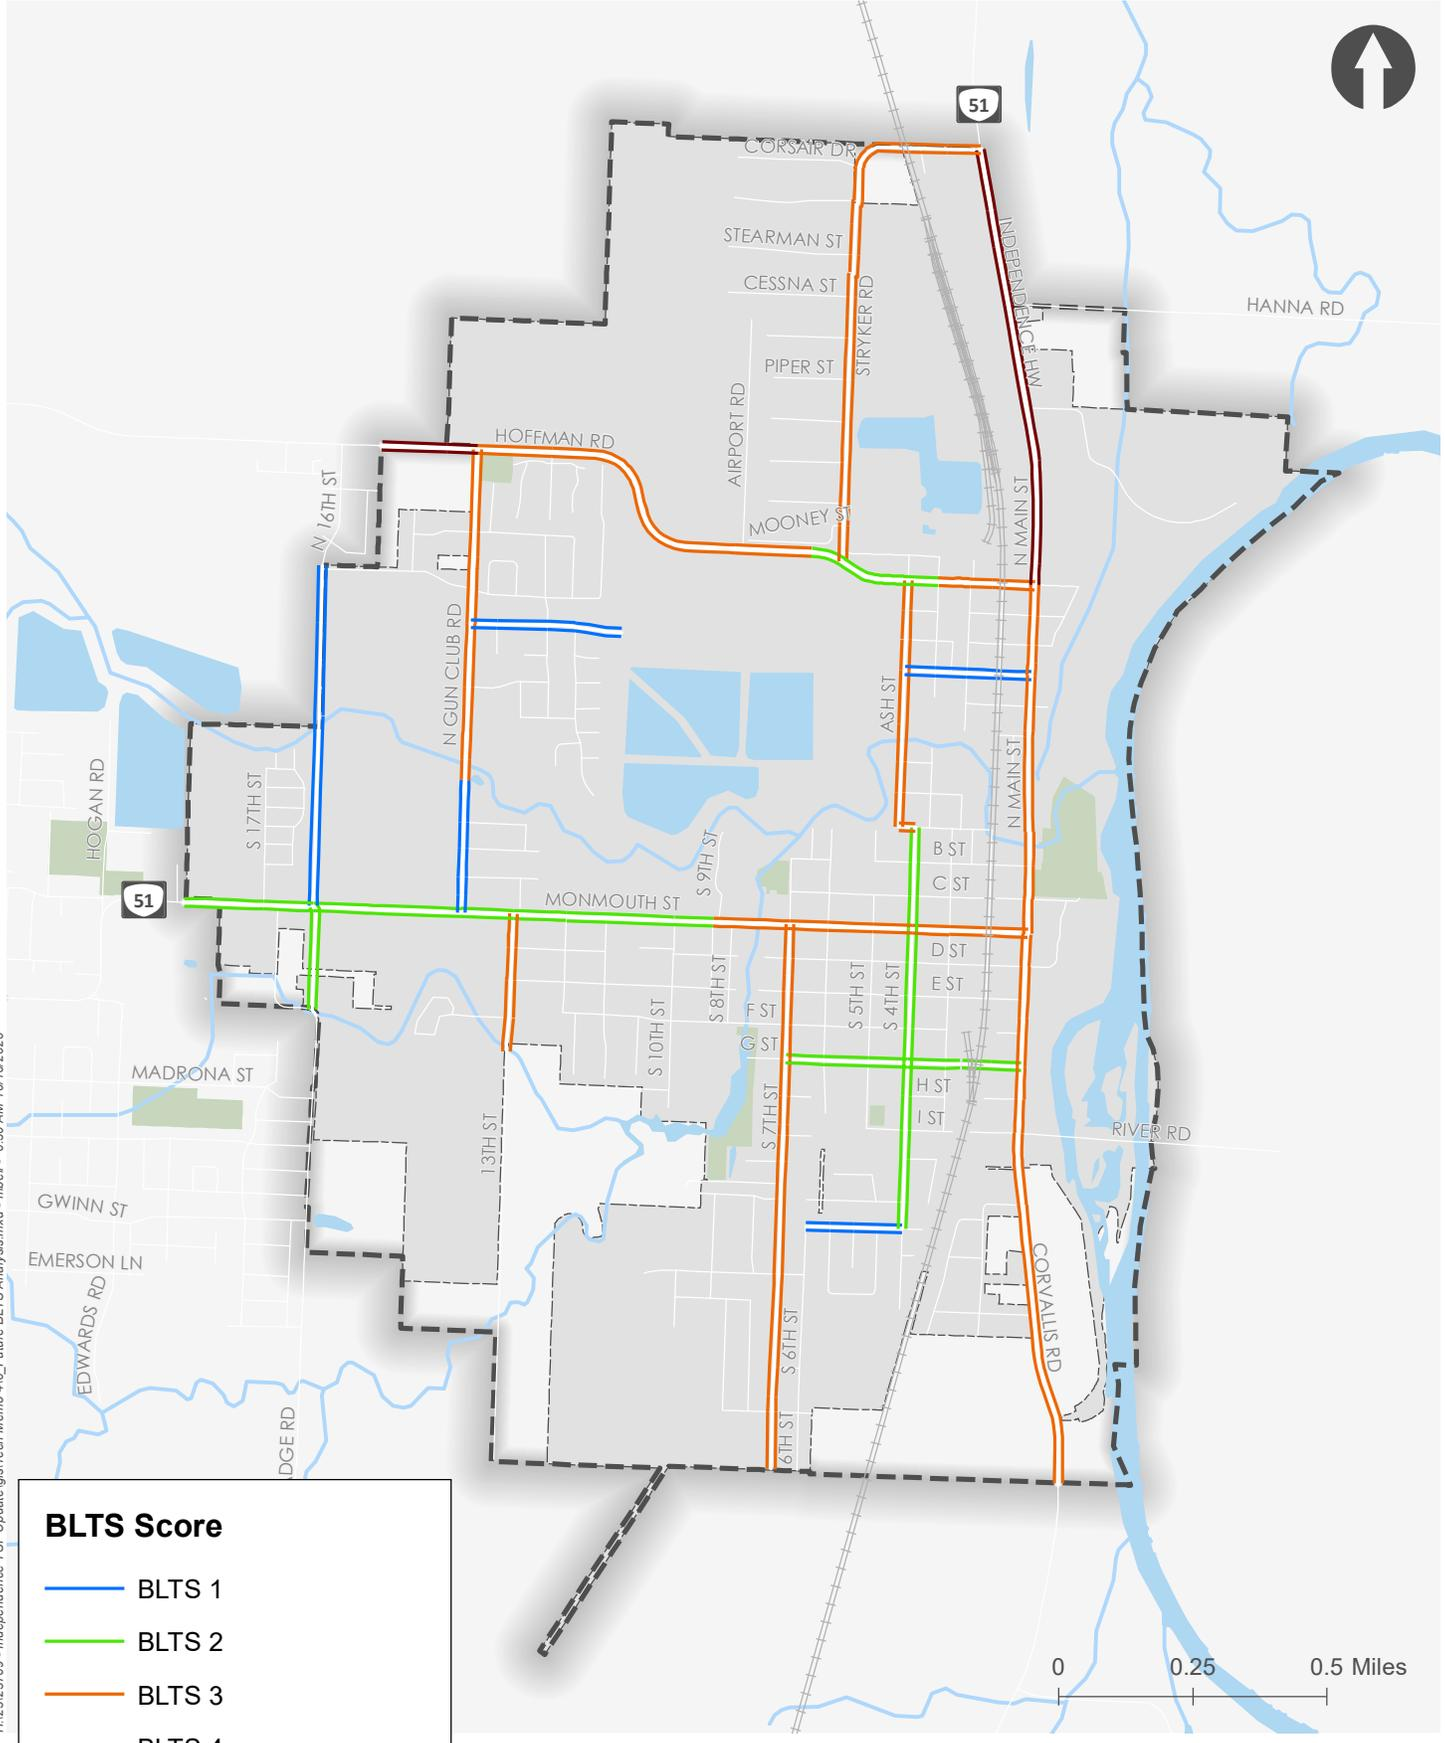 51
CORSAIR DR
STEARMAN ST
CESSNA ST
PIPER ST
AIRPORT RD
STRYKER RD
INDEPENDENCE HW
HANNA RD
HOFFMAN RD
MOONEY ST
N 16TH ST
N MAIN ST
N GUN CLUB RD
ASH ST
N MAIN ST
HOGAN RD
S 17TH ST
S 9TH ST
B ST
C ST
51
MONMOUTH ST
D ST
E ST
S 8TH ST
S 5TH ST
S 4TH ST
F ST
G ST
S 10TH ST
MADRONA ST
H ST
I ST
S 7TH ST
13TH ST
RIVER RD
GWINN ST
EMERSON LN
EDWARDS RD
CORVALLIS RD
S 6TH ST
6TH ST
DGE RD
BLTS Score
BLTS 1
BLTS 2
BLTS 3
0 0.25 0.5 Miles